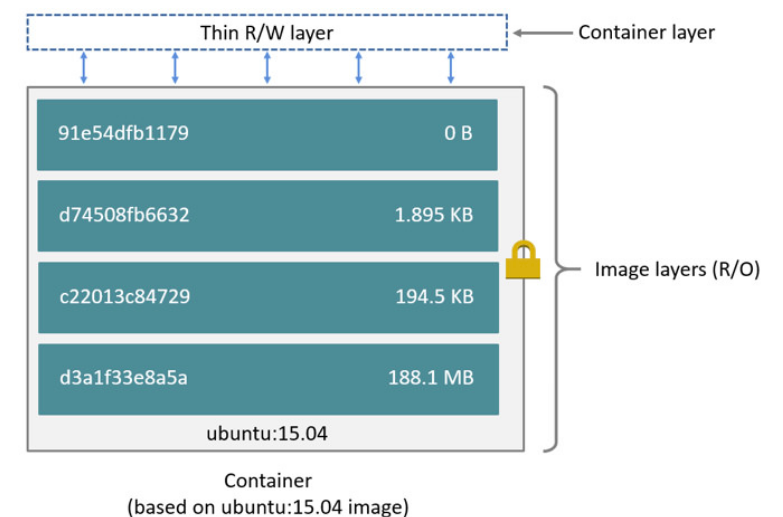 Thin R/W layer
Container layer
91e54dfb1179 0 B
d74508fb6632 1.895 KB
c22013c84729 194.5 KB
d3a1f33e8a5a 188.1 MB
Image layers (R/O)
ubuntu:15.04
Container
(based on ubuntu:15.04 image)